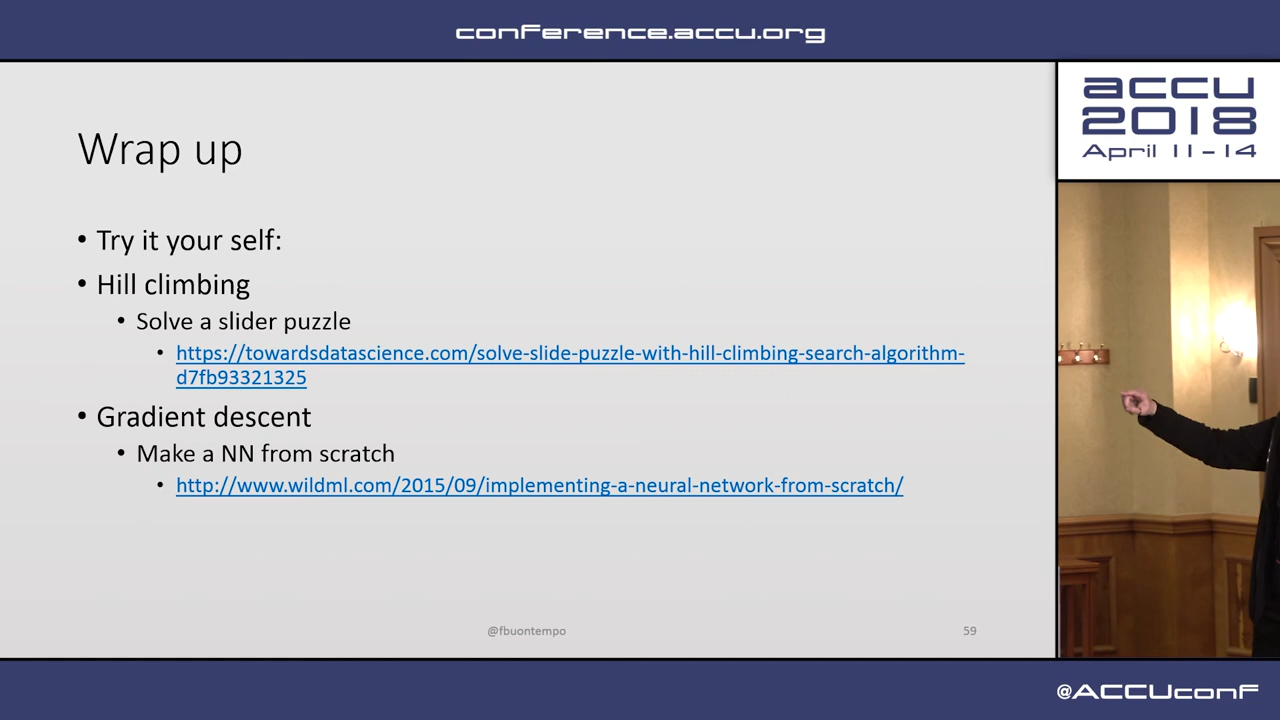 conference.accu.org
accu
2018
April 11-14
Wrap up
• Try it your self:
• Hill climbing
• Solve a slider puzzle
• https://towardsdatascience.com/solve-slide-puzzle-with-hill-climbing-search-algorithm-
d7fb93321325
• Gradient descent
• Make a NN from scratch
• http://www.wildml.com/2015/09/implementing-a-neural-network-from-scratch/
@fbuontempo
59
@ACCUconf